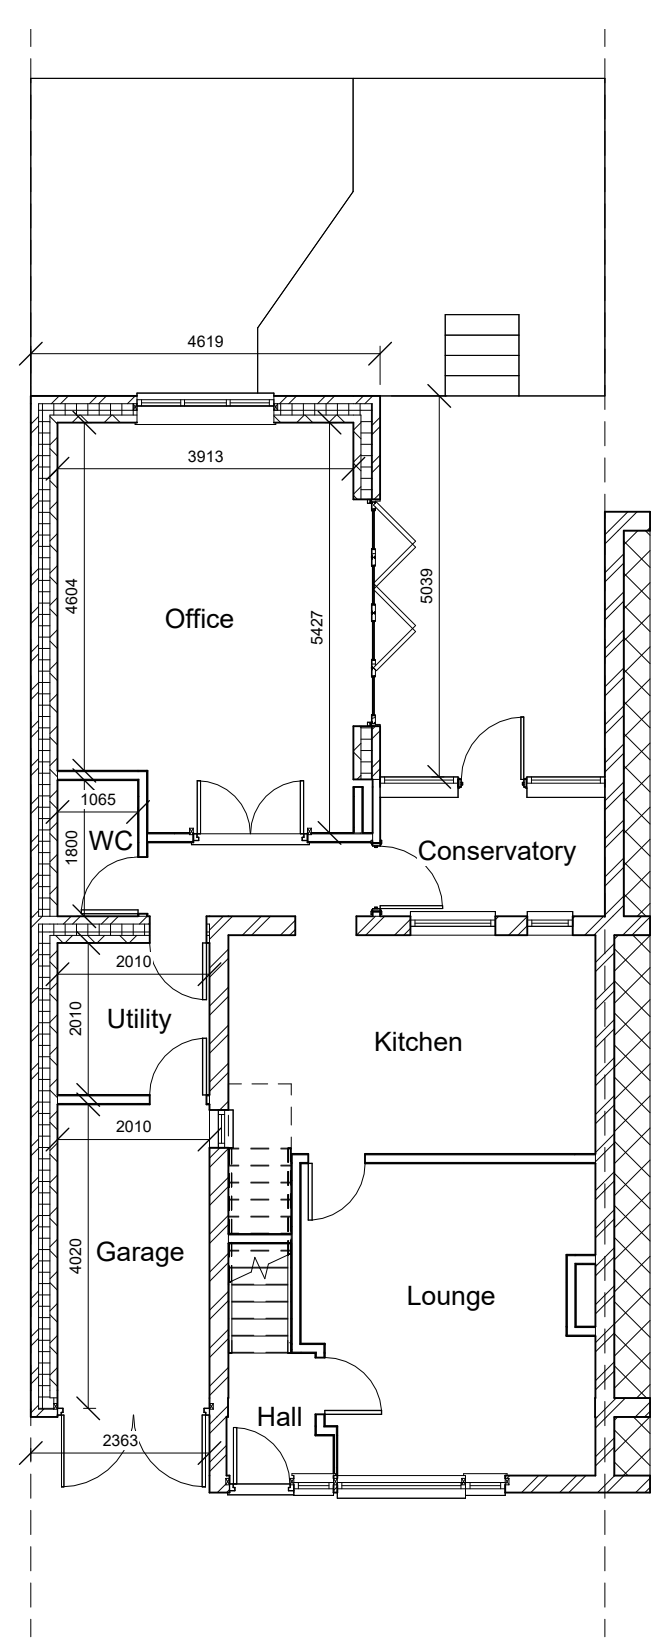 4619
3913
4604
5039
Office
5427
1065
1800
WC
Conservatory
2010
2010
Utility
Kitchen
2010
4020
Garage
Lounge
Hall
2363